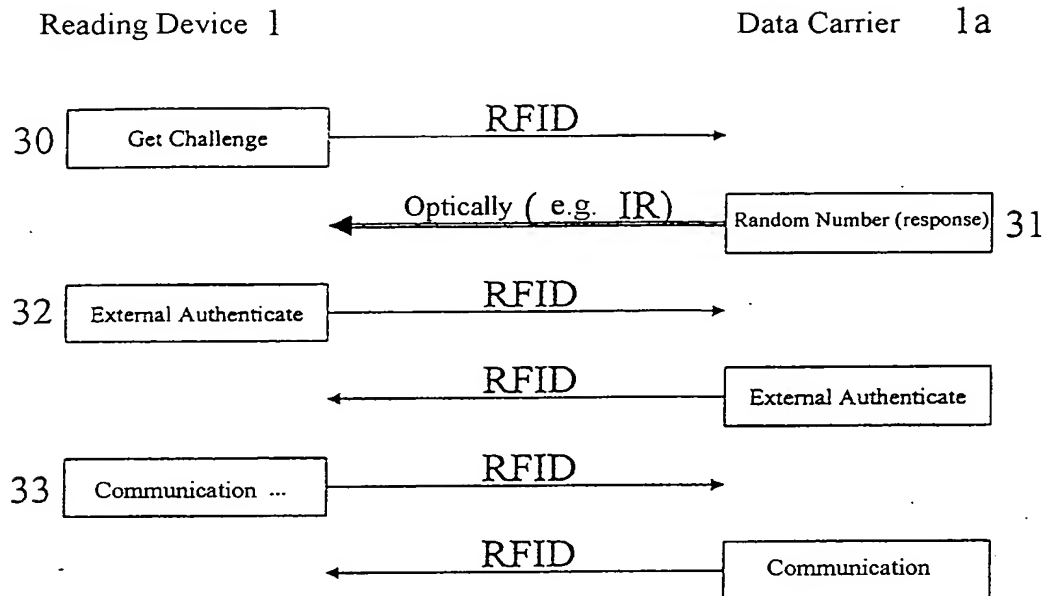 Reading Device 1 Data Carrier 1a
RFID
30 Get Challenge
Optically ( e.g. IR)
Random Number (response) 31
RFID
32 External Authenticate
RFID
External Authenticate
RFID
33 Communication ...
RFID
Communication